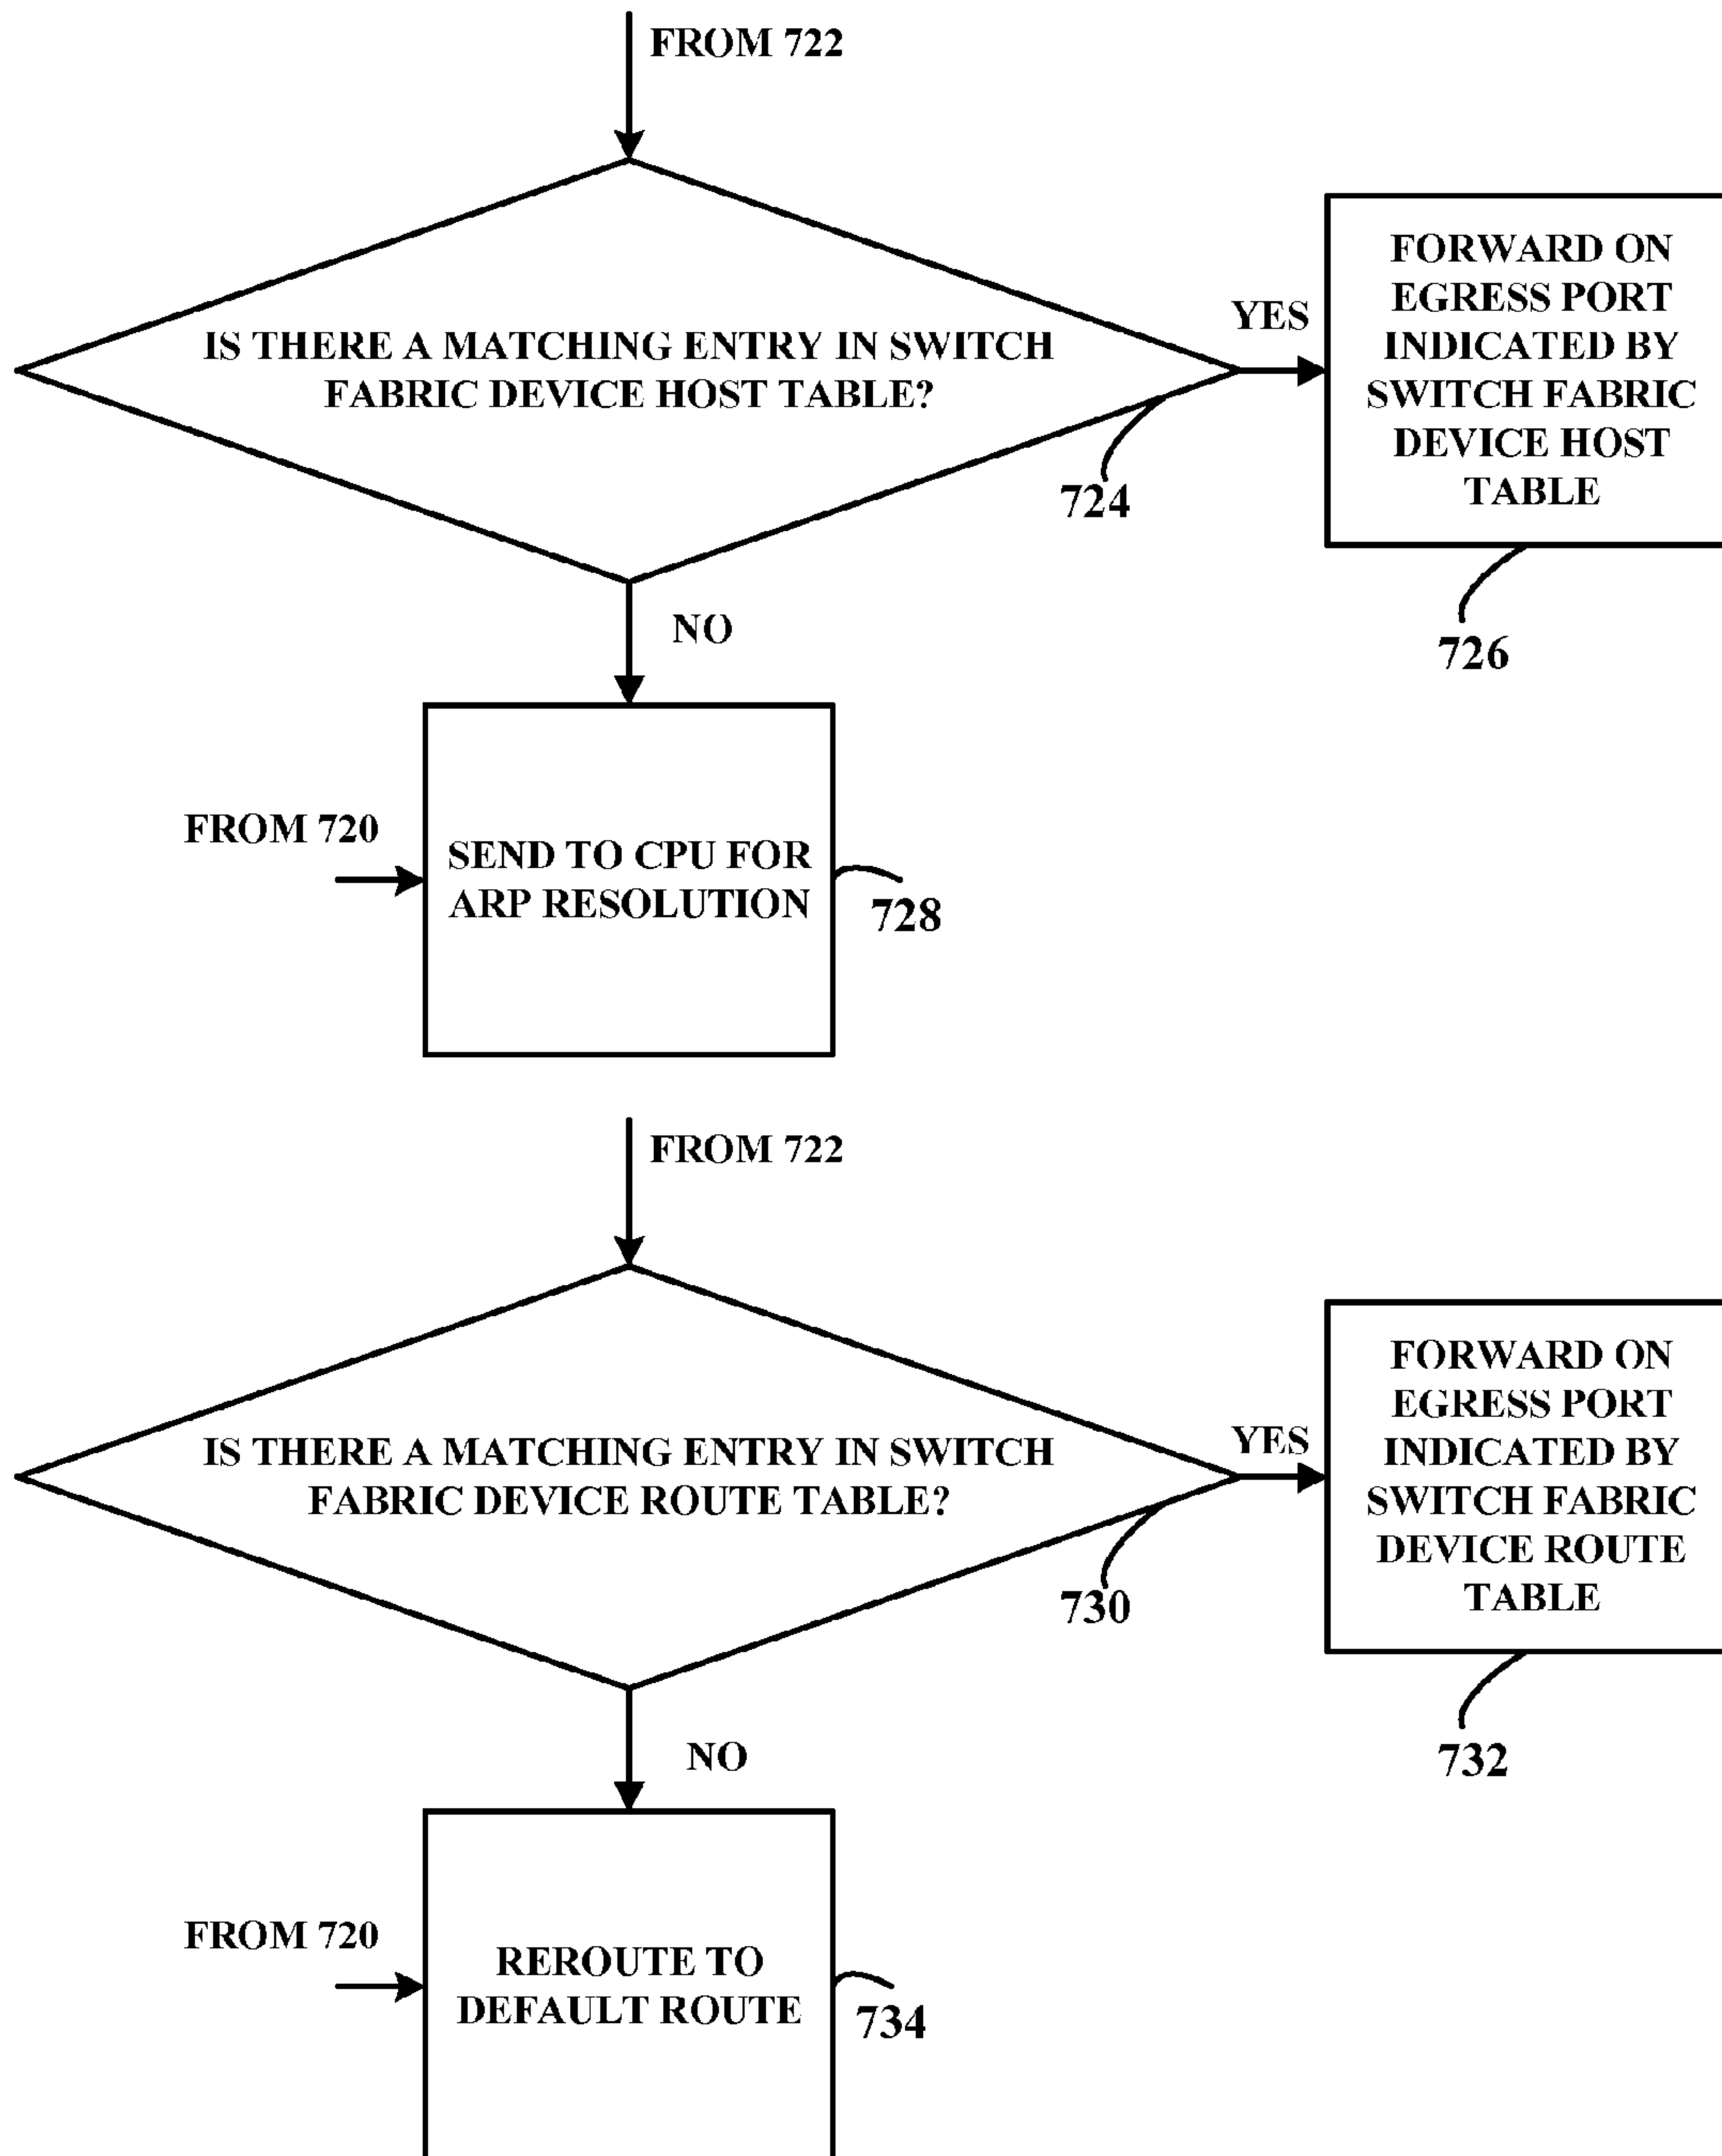 FROM 722
IS THERE A MATCHING ENTRY IN SWITCH
FABRIC DEVICE HOST TABLE?
724
YES
FORWARD ON
EGRESS PORT
INDICATED BY
SWITCH FABRIC
DEVICE HOST
TABLE
726
NO
FROM 720
SEND TO CPU FOR
ARP RESOLUTION
728
FROM 722
IS THERE A MATCHING ENTRY IN SWITCH
FABRIC DEVICE ROUTE TABLE?
730
YES
FORWARD ON
EGRESS PORT
INDICATED BY
SWITCH FABRIC
DEVICE ROUTE
TABLE
732
NO
FROM 720
REROUTE TO
DEFAULT ROUTE
734